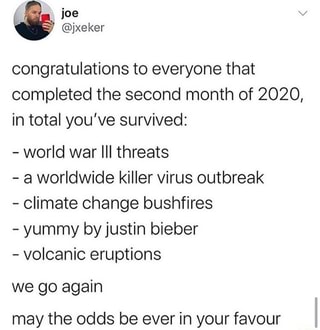 joe
@jxeker
congratulations to everyone that
completed the second month of 2020,
in total you've survived:
- world war III threats
- a worldwide killer virus outbreak
- climate change bushfires
- yummy by justin bieber
- volcanic eruptions
we go again
may the odds be ever in your favour